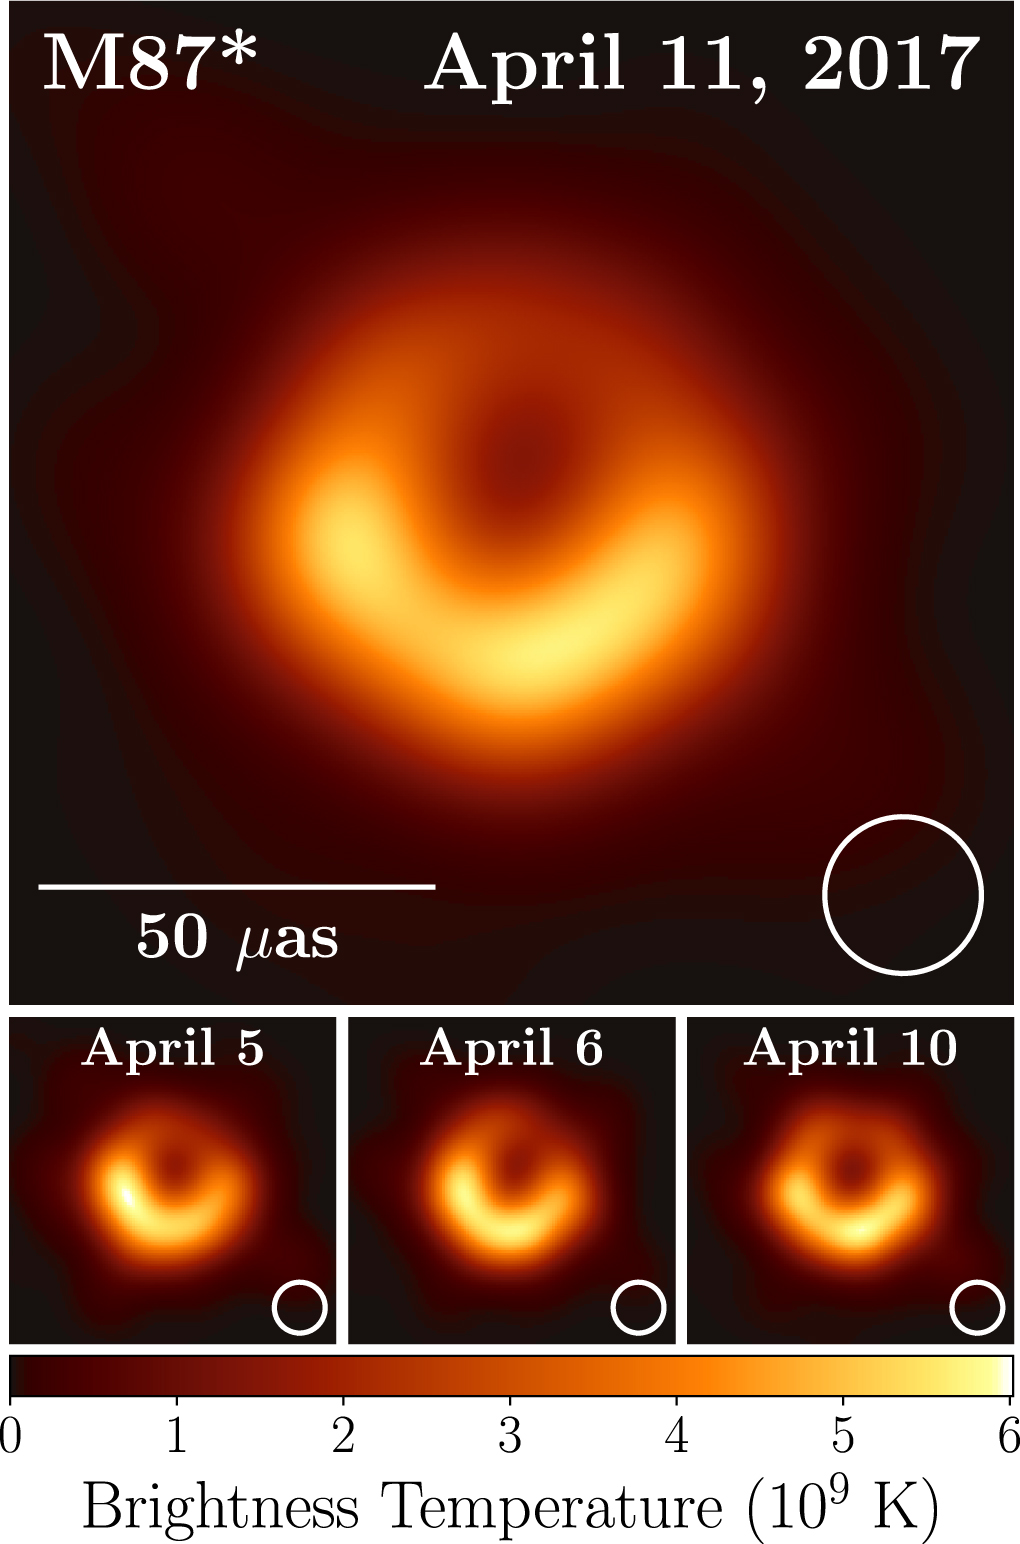 M87* April 11, 2017
50 μas
April 5 April 6 April 10
0 1 2 3 4 5 6
Brightness Temperature (10⁹ K)